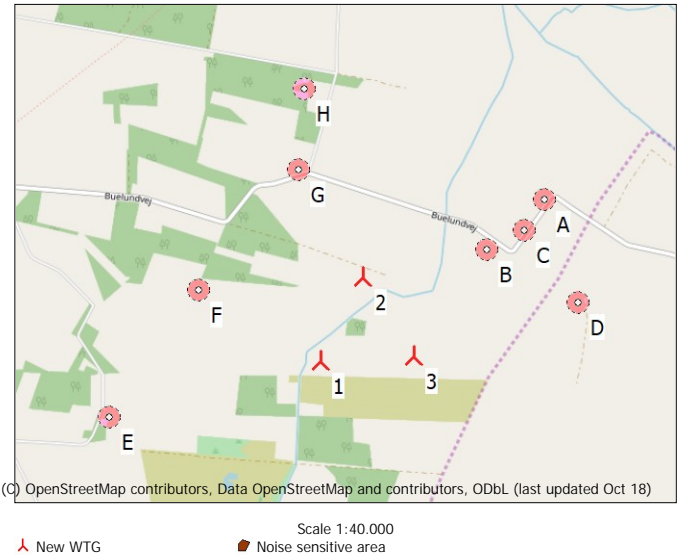 H
G
Buelundvej
A
Buelundvej
C
B
2
F
D
1
3
E
(C) OpenStreetMap contributors, Data OpenStreetMap and contributors, ODbL (last updated Oct 18)
Scale 1:40.000
New WTG
Noise sensitive area